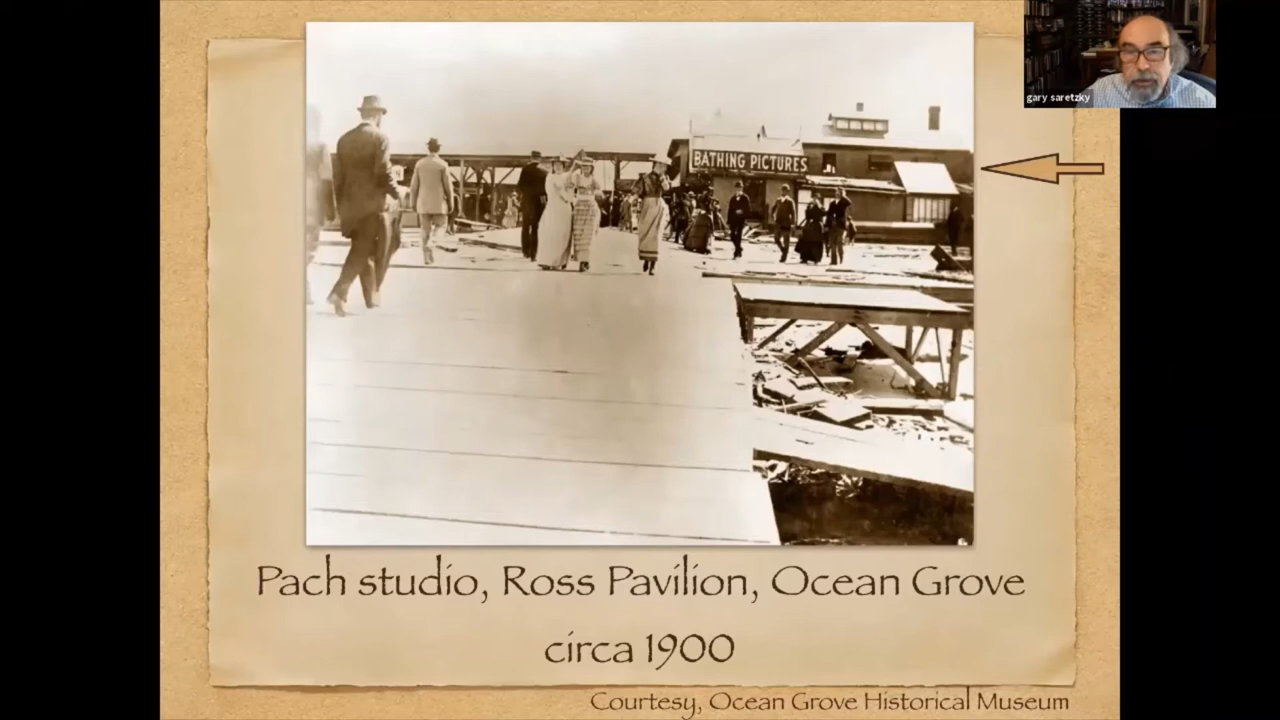 gary saretzky
BATHING PICTURES
Pach studio, Ross Pavilion, Ocean Grove
circa 1900
Courtesy, Ocean Grove Historical Museum